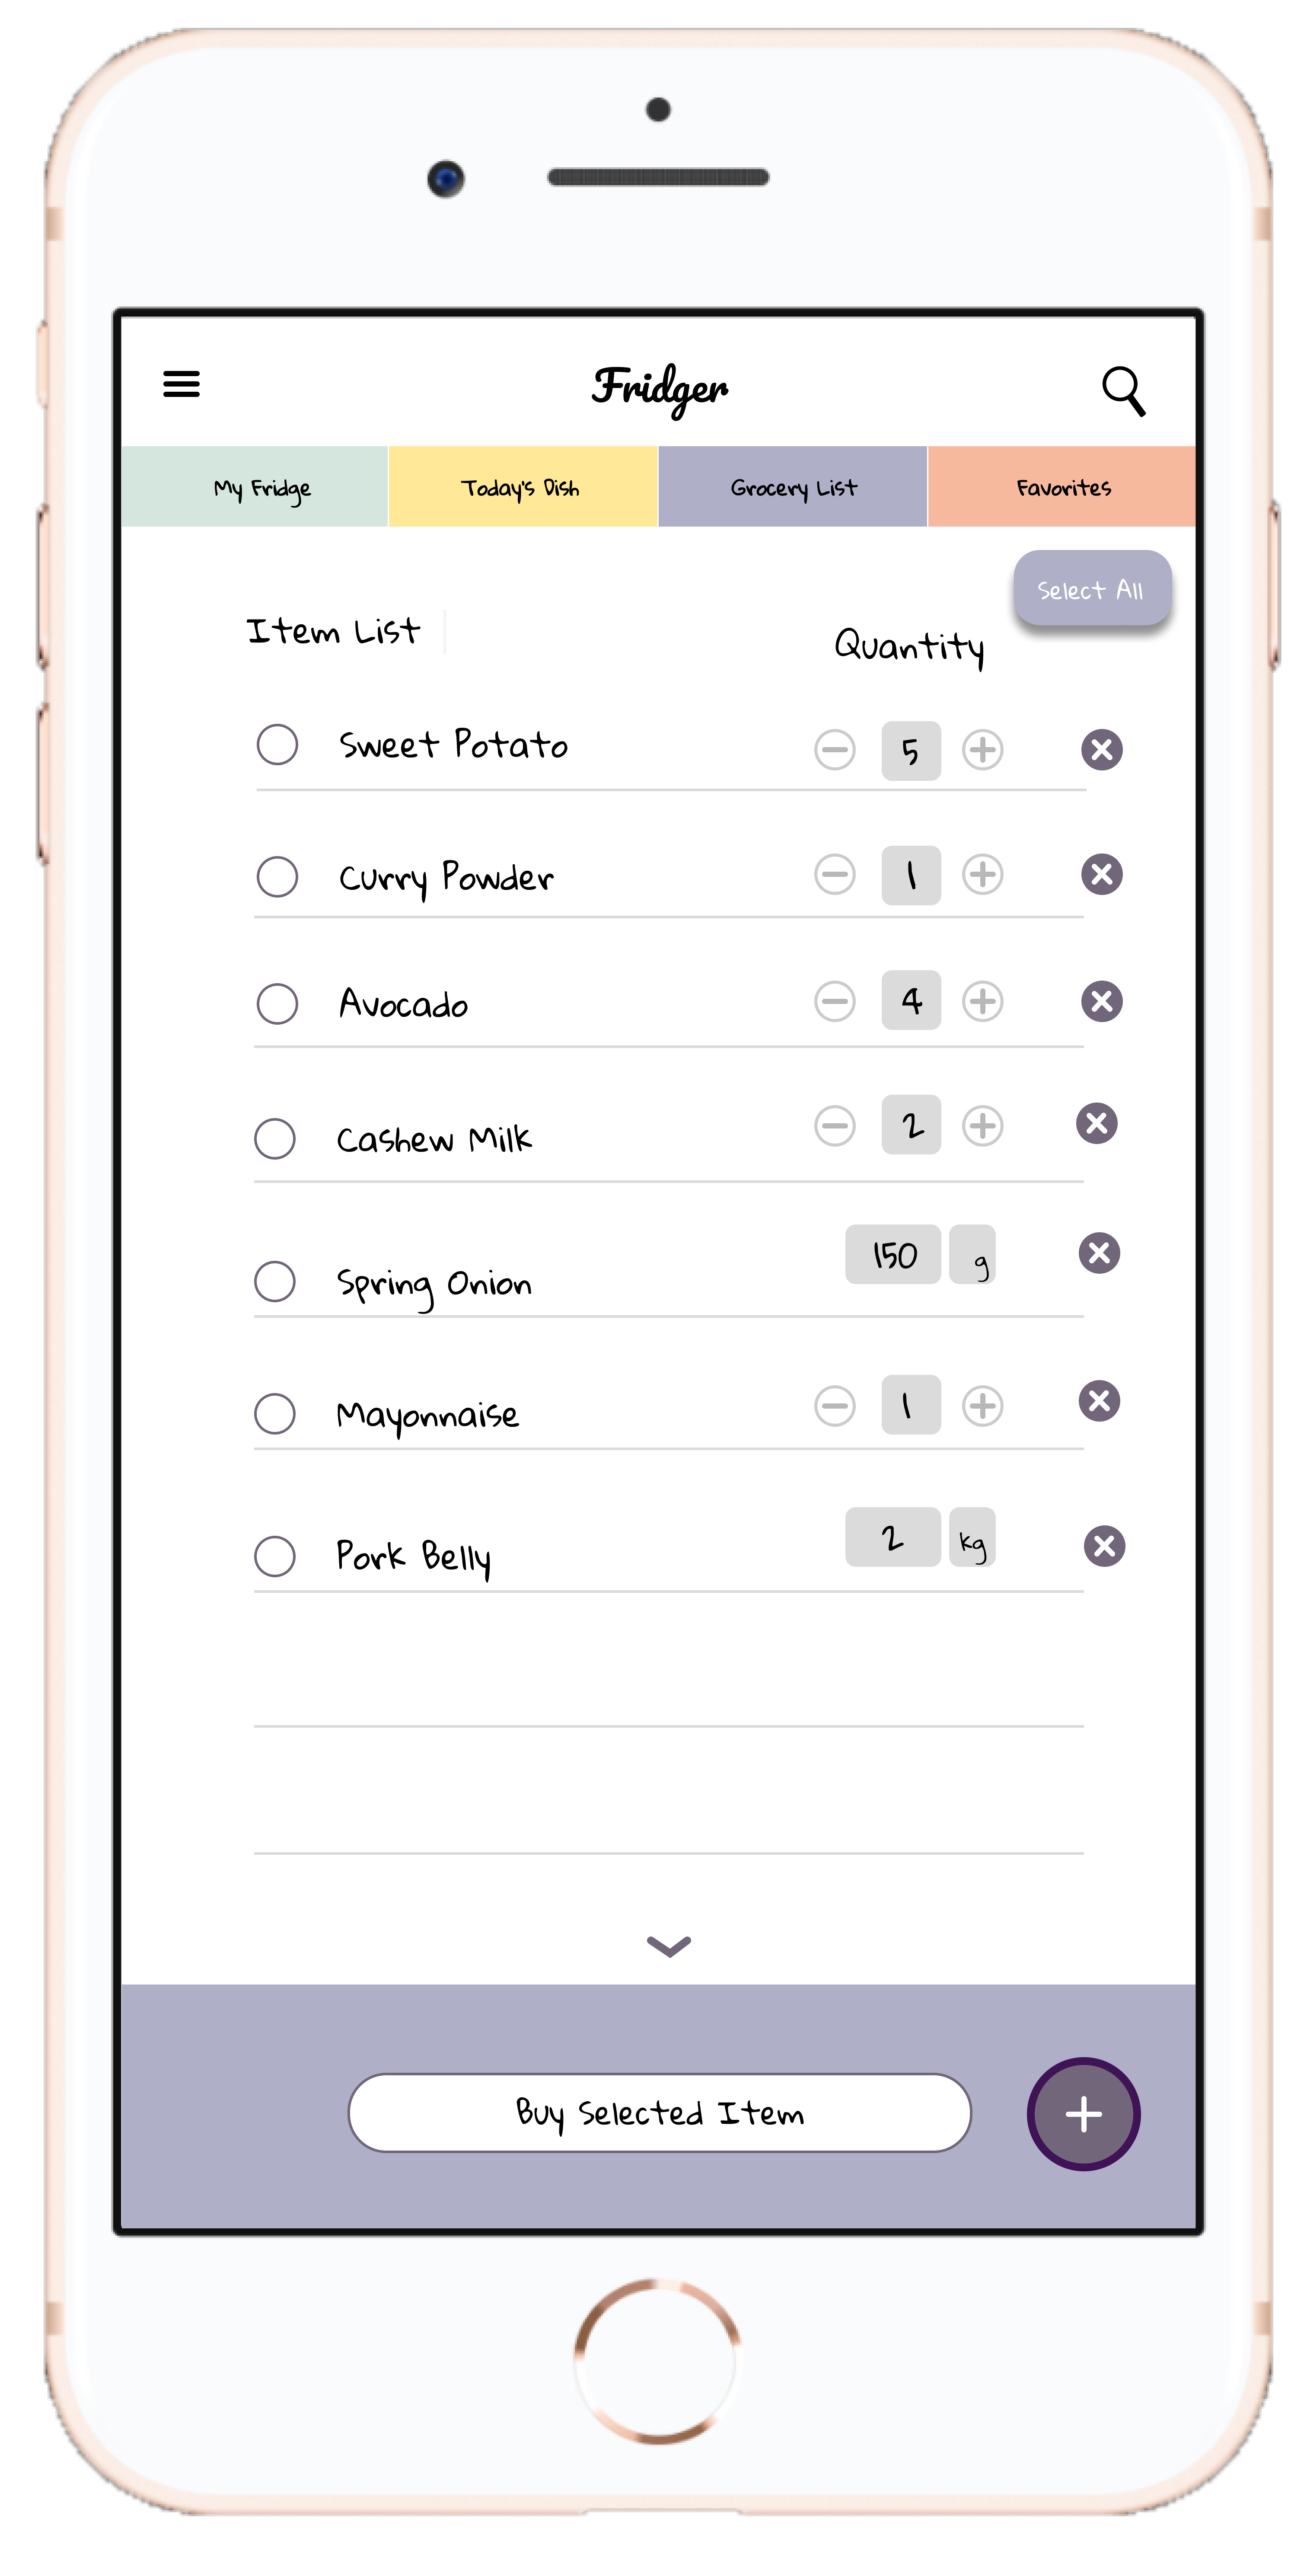 Fridger
My Fridge Today's Dish Grocery List Favorites
Select All
Item List Quantity
Sweet Potato 5
Curry Powder 1
Avocado 4
Cashew Milk 2
Spring Onion 150 g
Mayonnaise 1
Pork Belly 2 kg
Buy Selected Item